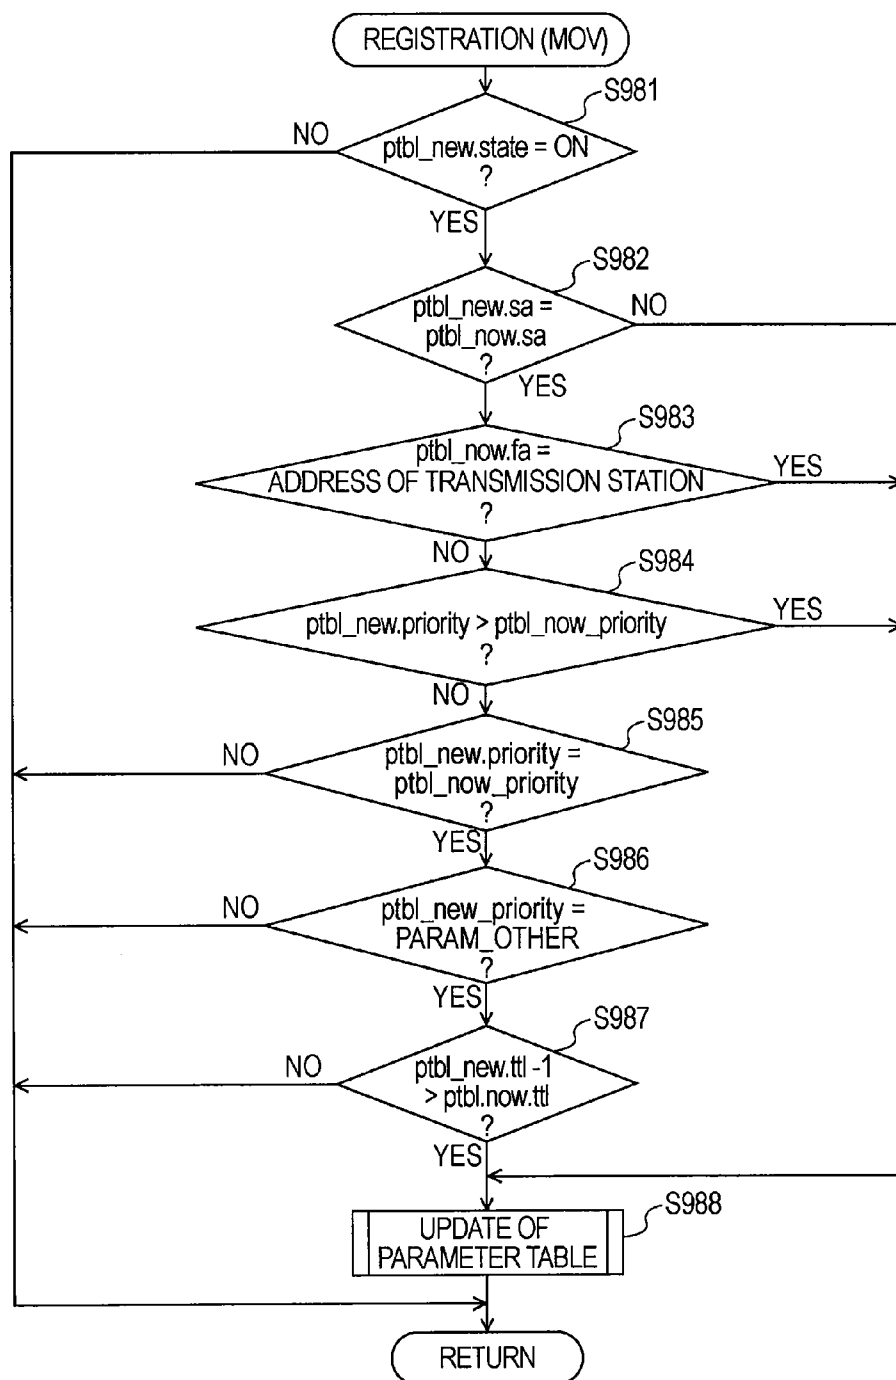 REGISTRATION (MOV)
S981
NO
ptbl_new.state = ON
?
YES
S982
ptbl_new.sa =
ptbl_now.sa
?
NO
YES
S983
ptbl_now.fa =
ADDRESS OF TRANSMISSION STATION
?
YES
NO
S984
ptbl_new.priority > ptbl_now_priority
?
YES
NO
S985
NO
ptbl_new.priority =
ptbl_now_priority
?
YES
S986
NO
ptbl_new_priority =
PARAM_OTHER
?
YES
S987
NO
ptbl_new.ttl -1
> ptbl.now.ttl
?
YES
S988
UPDATE OF
PARAMETER TABLE
RETURN